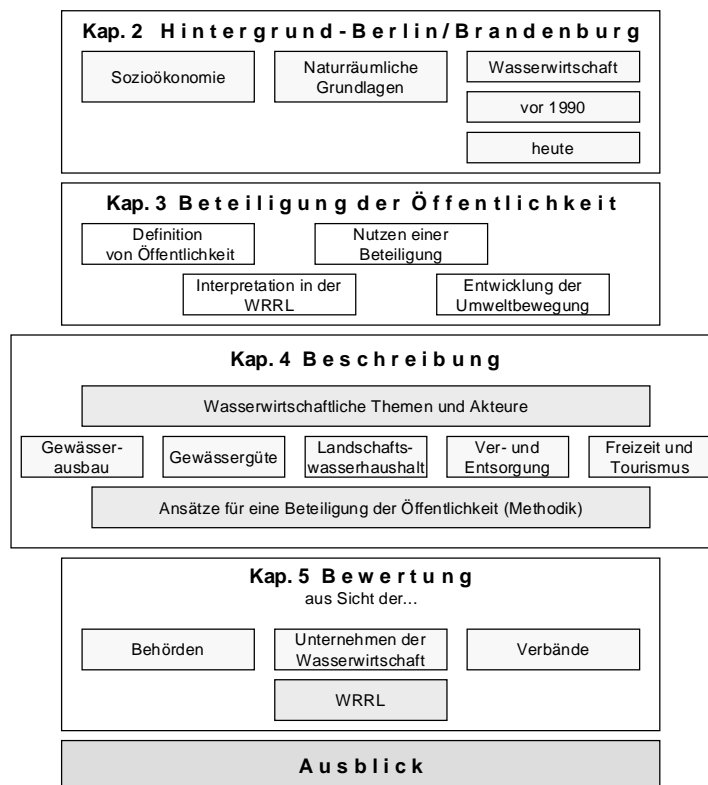 Kap. 2 Hintergrund - Berlin/Brandenburg
Sozioökonomie
Naturräumliche
Grundlagen
Wasserwirtschaft
vor 1990
heute
Kap. 3 Beteiligung der Öffentlichkeit
Definition
von Öffentlichkeit
Nutzen einer
Beteiligung
Interpretation in der
WRRL
Entwicklung der
Umweltbewegung
Kap. 4 Beschreibung
Wasserwirtschaftliche Themen und Akteure
Gewässer-
ausbau
Gewässergüte
Landschafts-
wasserhaushalt
Ver- und
Entsorgung
Freizeit und
Tourismus
Ansätze für eine Beteiligung der Öffentlichkeit (Methodik)
Kap. 5 Bewertung
aus Sicht der...
Behörden
Unternehmen der
Wasserwirtschaft
Verbände
WRRL
Ausblick